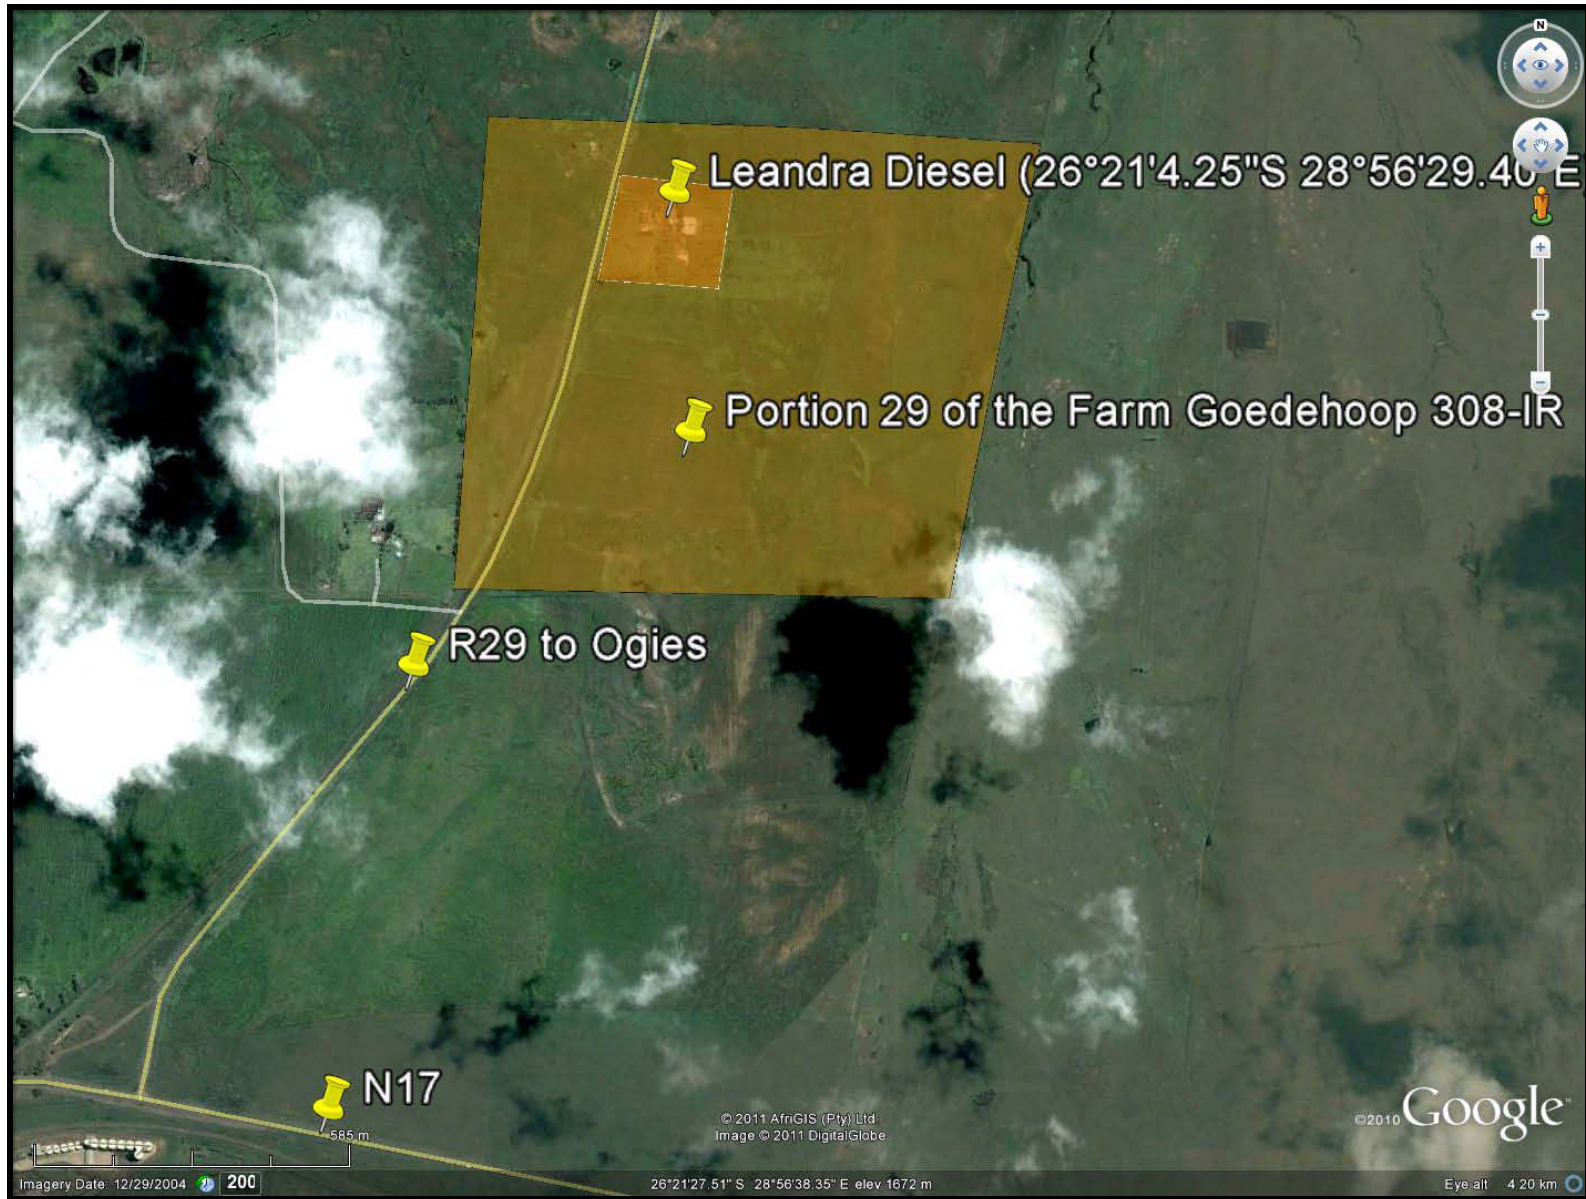 N
Leandra Diesel (26°21'4.25"S 28°56'29.40"E
Portion 29 of the Farm Goedehoop 308-IR
R29 to Ogies
N17
585 m
© 2011 AfriGIS (Pty) Ltd.
Image © 2011 DigitalGlobe
©2010 Google
Imagery Date: 12/29/2004 200 26°21'27.51" S 28°56'38.35" E elev 1672 m Eye alt 4.20 km